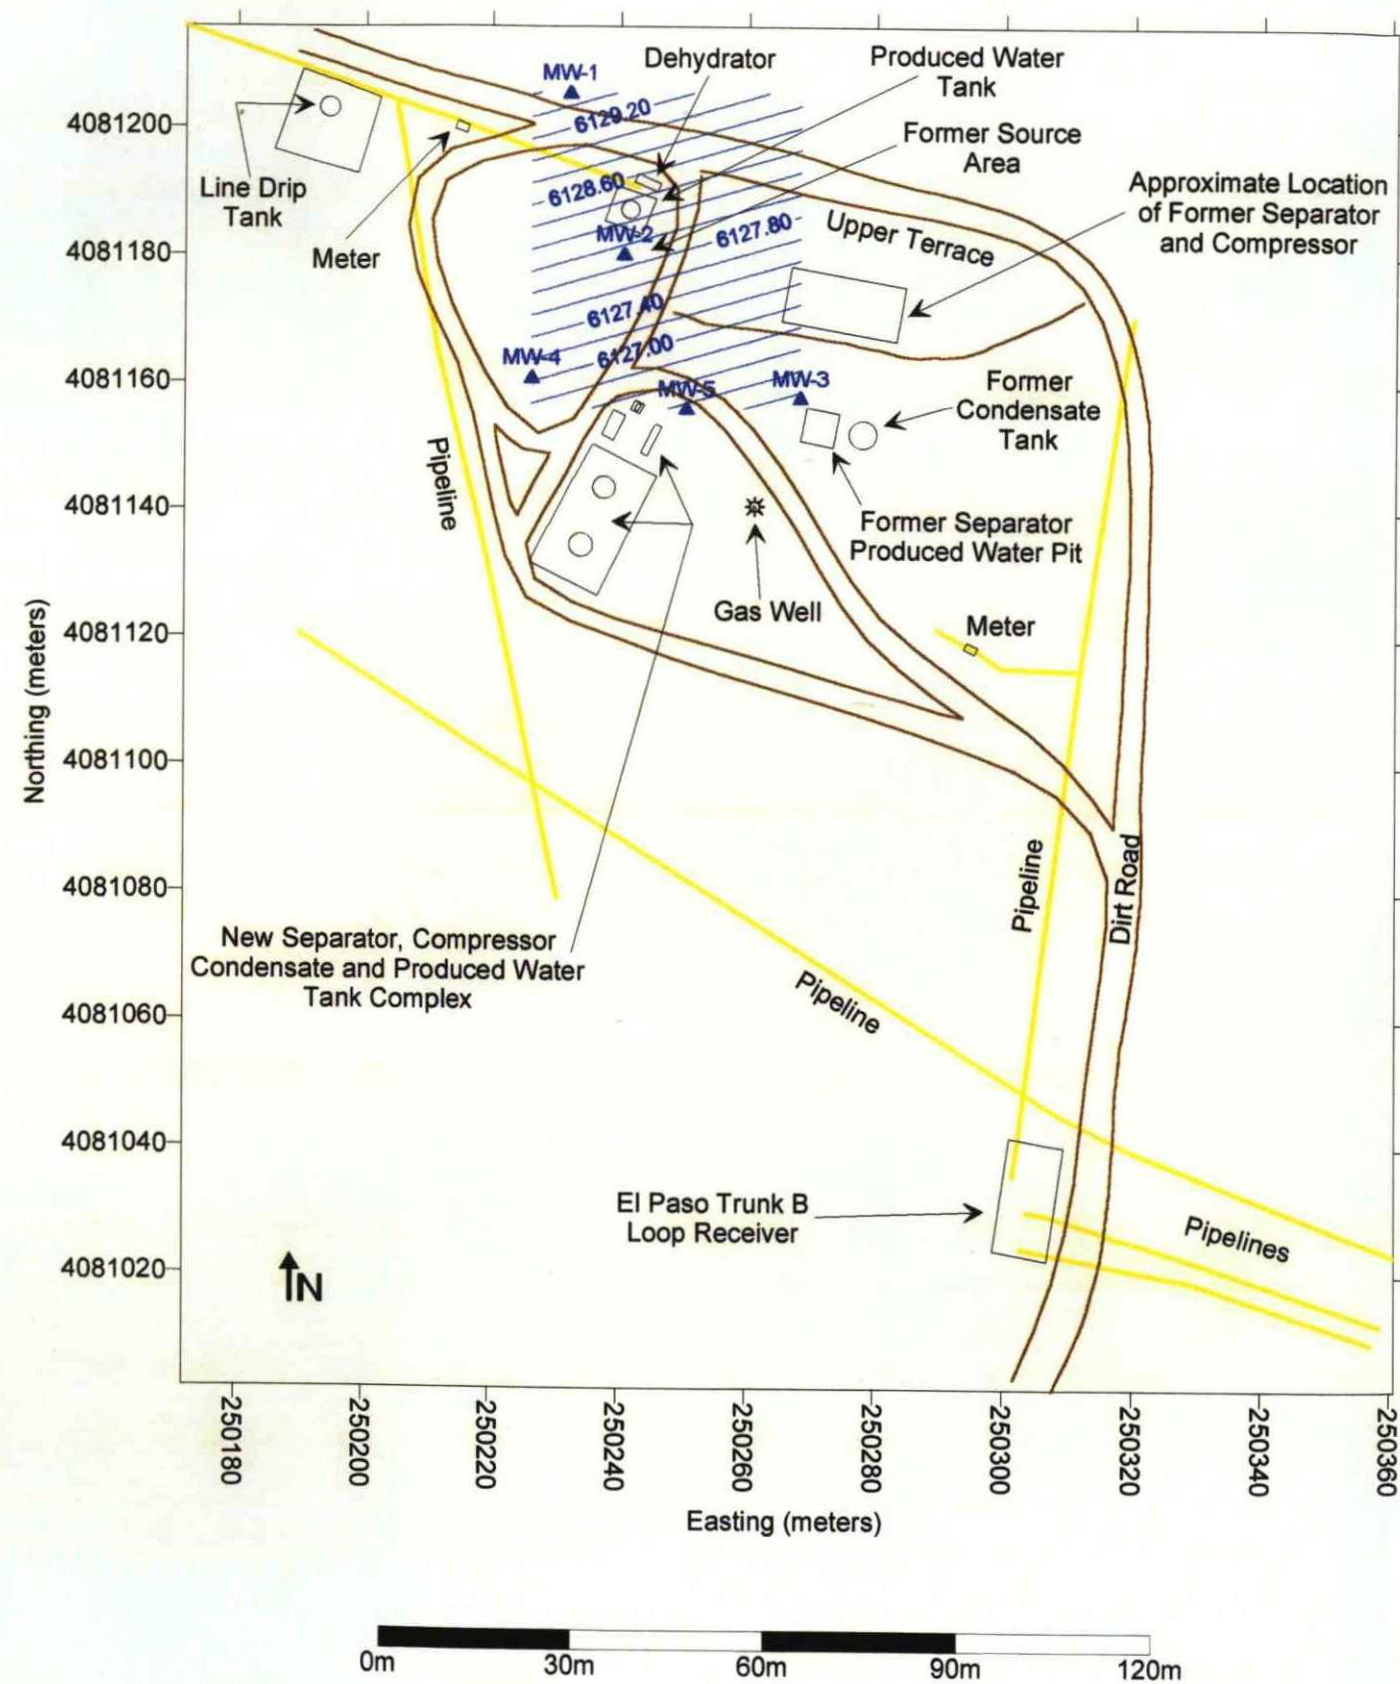 MW-1
Dehydrator
Produced Water
Tank
Former Source
Area
Approximate Location
of Former Separator
and Compressor
6129.20
6128.60
MW-2
6127.80
Upper Terrace
Line Drip
Tank
Meter
6127.40
6127.00
MW-4
MW-5
MW-3
Former
Condensate
Tank
Pipeline
Former Separator
Produced Water Pit
Gas Well
Meter
Pipeline
Dirt Road
New Separator, Compressor
Condensate and Produced Water
Tank Complex
Pipeline
El Paso Trunk B
Loop Receiver
Pipelines
N
Northing (meters)
4081200
4081180
4081160
4081140
4081120
4081100
4081080
4081060
4081040
4081020
250180
250200
250220
250240
250260
250280
250300
250320
250340
250360
Easting (meters)
0m
30m
60m
90m
120m